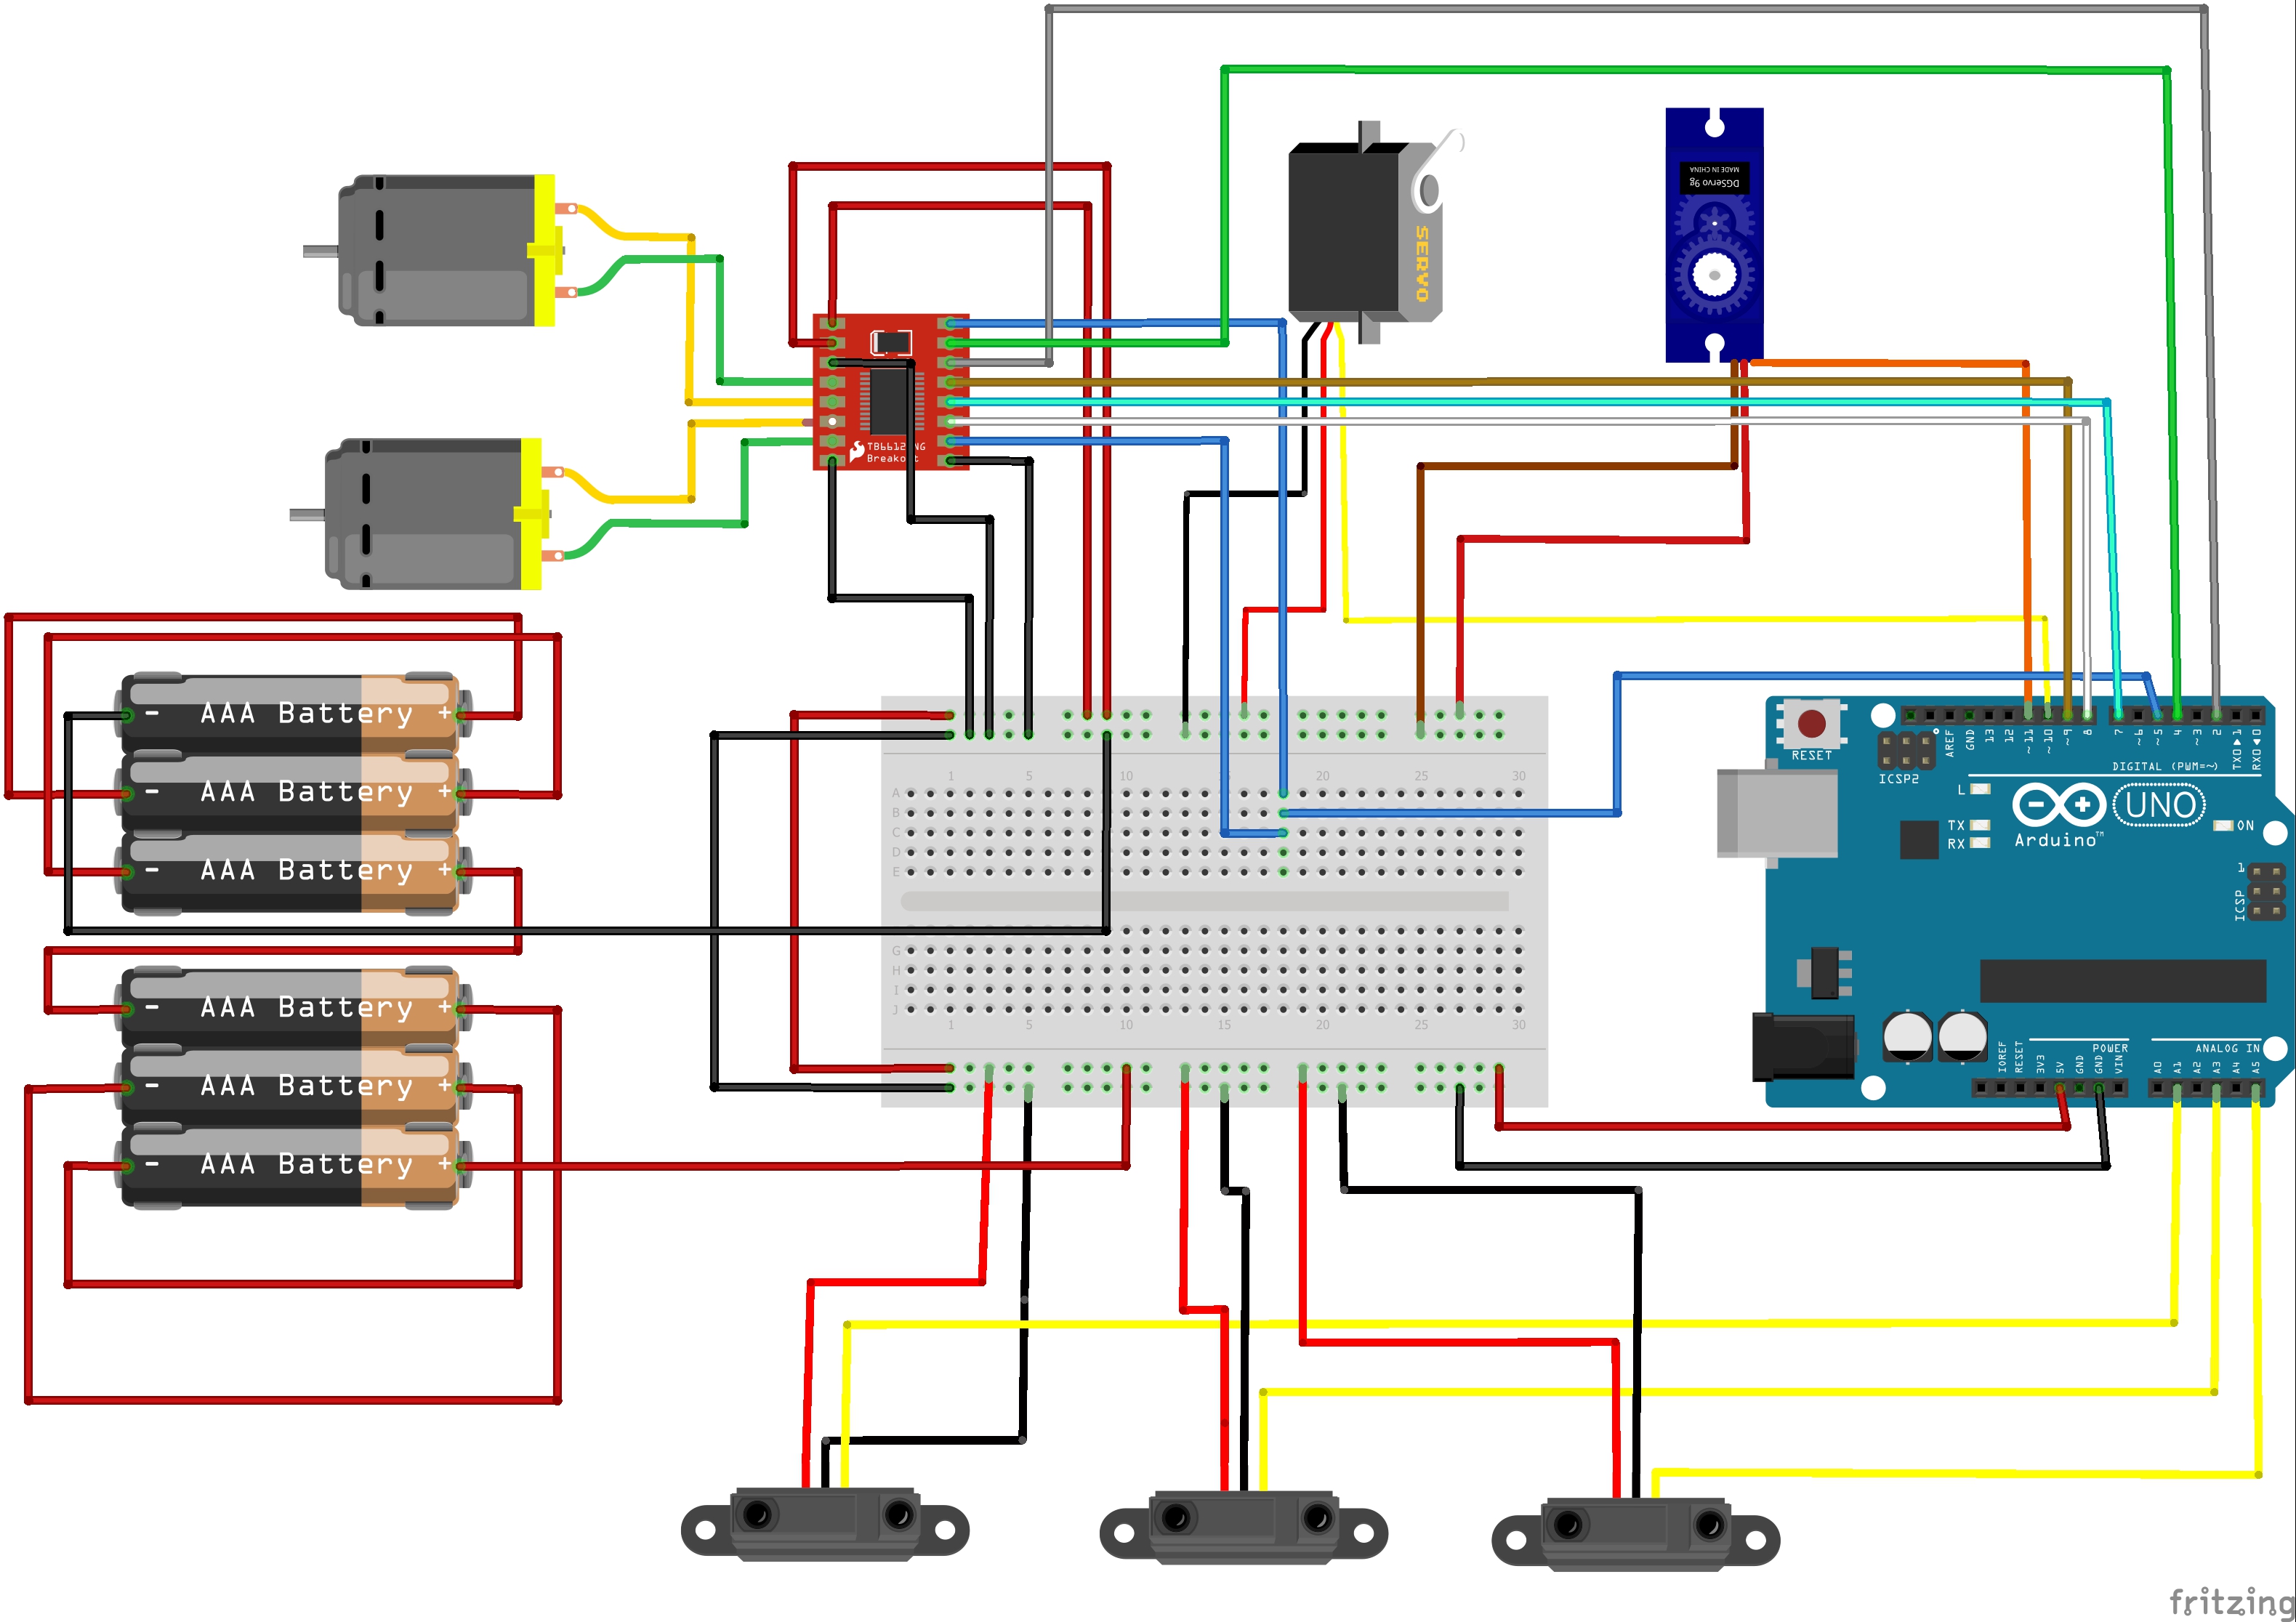 DGServo 9g
MADE IN CHINA
SERVO
TB6612FNG
Breakout
- AAA Battery +
- AAA Battery +
- AAA Battery +
- AAA Battery +
- AAA Battery +
- AAA Battery +
1 5 10 15 20 25 30
A
B
C
D
E
G
H
I
J
1 5 10 15 20 25 30
RESET
ICSP2
AREF
GND
13
12
~11
~10
~9
8
7
~6
~5
4
~3
2
TX0▶1
RX0◀0
DIGITAL (PWM=~)
L
TX
RX
UNO
Arduino™
ON
1
ICSP
IOREF
RESET
3V3
5V
GND
GND
VIN
POWER
ANALOG IN
A0
A1
A2
A3
A4
A5
fritzing